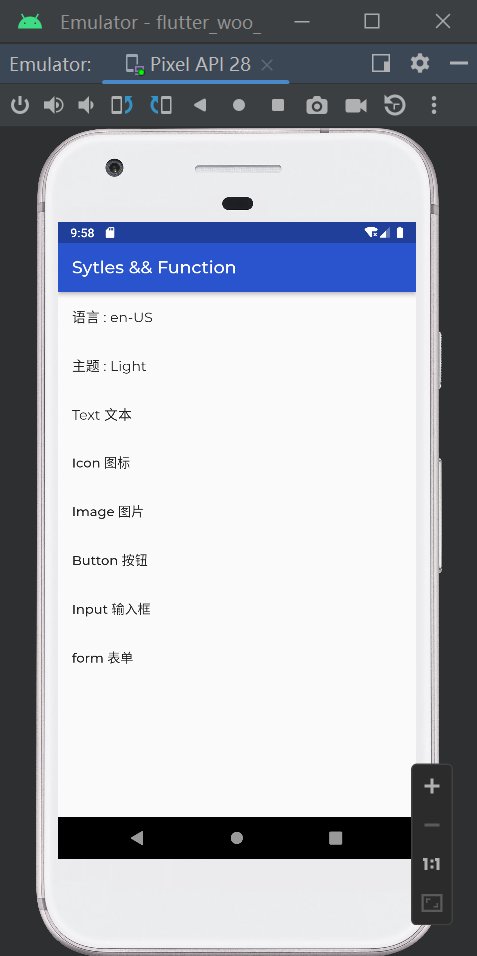 Emulator - flutter_woo_
Emulator: Pixel API 28
9:58
Sytles && Function
语言 : en-US
主题 : Light
Text 文本
Icon 图标
Image 图片
Button 按钮
Input 输入框
form 表单
1:1